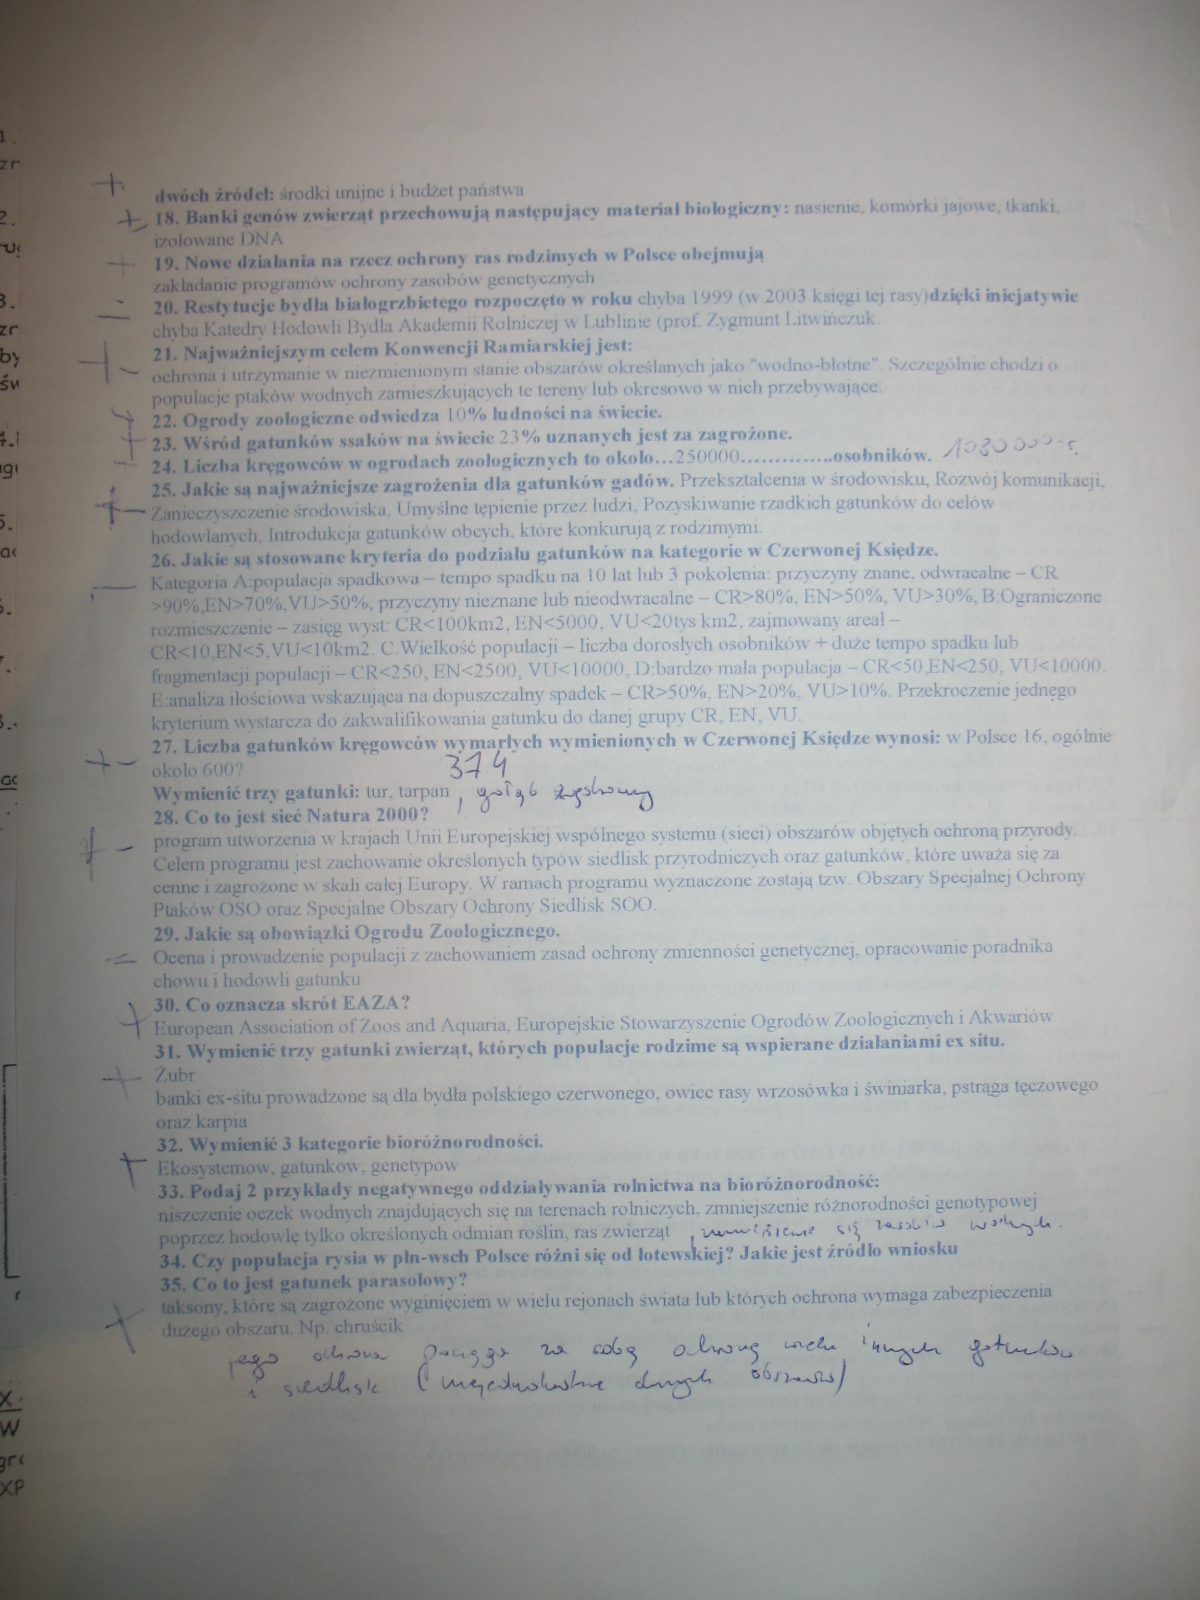 dwóch źródeł: środki unijne i budżet państwa
18. Banki genów zwierząt przechowują następujący materiał biologiczny: nasienie, komórki jajowe, tkanki,
izolowane DNA
19. Nowe działania na rzecz ochrony ras rodzimych w Polsce obejmują
zakładanie programów ochrony zasobów genetycznych
20. Restytucje bydła białogrzbietego rozpoczęto w roku chyba 1999 (w 2003 księgi tej rasy)dzięki inicjatywie
chyba Katedry Hodowli Bydła Akademii Rolniczej w Lublinie (prof. Zygmunt Litwińczuk
21. Najważniejszym celem Konwencji Ramiarskiej jest:
ochrona i utrzymanie w niezmienionym stanie obszarów określanych jako "wodno-błotne". Szczególnie chodzi o
populacje ptaków wodnych zamieszkujących te tereny lub okresowo w nich przebywające.
22. Ogrody zoologiczne odwiedza 10% ludności na świecie.
23. Wśród gatunków ssaków na świecie 23% uznanych jest za zagrożone.
24. Liczba kręgowców w ogrodach zoologicznych to około...250000..............osobników.
25. Jakie są najważniejsze zagrożenia dla gatunków gadów. Przekształcenia w środowisku, Rozwój komunikacji,
Zanieczyszczenie środowiska, Umyślne tępienie przez ludzi, Pozyskiwanie rzadkich gatunków do celów
hodowlanych, Introdukcja gatunków obcych, które konkurują z rodzimymi.
26. Jakie są stosowane kryteria do podziału gatunków na kategorie w Czerwonej Księdze.
Kategoria A:populacja spadkowa – tempo spadku na 10 lat lub 3 pokolenia: przyczyny znane, odwracalne – CR
>90%,EN>70%,VU>50%, przyczyny nieznane lub nieodwracalne – CR>80%, EN>50%, VU>30%, B:Ograniczone
rozmieszczenie – zasięg wyst: CR<100km2, EN<5000, VU<20tys km2, zajmowany areał –
CR<10,EN<5,VU<10km2. C.Wielkość populacji – liczba dorosłych osobników + duże tempo spadku lub
fragmentacji populacji – CR<250, EN<2500, VU<10000, D:bardzo mała populacja – CR<50,EN<250, VU<10000.
E:analiza ilościowa wskazująca na dopuszczalny spadek – CR>50%, EN>20%, VU>10%. Przekroczenie jednego
kryterium wystarcza do zakwalifikowania gatunku do danej grupy CR, EN, VU.
27. Liczba gatunków kręgowców wymarłych wymienionych w Czerwonej Księdze wynosi: w Polsce 16, ogólnie
około 600? 374
Wymienić trzy gatunki: tur, tarpan, gołąb
28. Co to jest sieć Natura 2000?
program utworzenia w krajach Unii Europejskiej wspólnego systemu (sieci) obszarów objętych ochroną przyrody.
Celem programu jest zachowanie określonych typów siedlisk przyrodniczych oraz gatunków, które uważa się za
cenne i zagrożone w skali całej Europy. W ramach programu wyznaczone zostają tzw. Obszary Specjalnej Ochrony
Ptaków OSO oraz Specjalne Obszary Ochrony Siedlisk SOO.
29. Jakie są obowiązki Ogrodu Zoologicznego.
Ocena i prowadzenie populacji z zachowaniem zasad ochrony zmienności genetycznej, opracowanie poradnika
chowu i hodowli gatunku
30. Co oznacza skrót EAZA?
European Association of Zoos and Aquaria, Europejskie Stowarzyszenie Ogrodów Zoologicznych i Akwariów
31. Wymienić trzy gatunki zwierząt, których populacje rodzime są wspierane działaniami ex situ.
Żubr
banki ex-situ prowadzone są dla bydła polskiego czerwonego, owiec rasy wrzosówka i świniarka, pstrąga tęczowego
oraz karpia
32. Wymienić 3 kategorie bioróżnorodności.
Ekosystemow, gatunkow, genetypow
33. Podaj 2 przykłady negatywnego oddziaływania rolnictwa na bioróżnorodność:
niszczenie oczek wodnych znajdujących się na terenach rolniczych, zmniejszenie różnorodności genotypowej
poprzez hodowlę tylko określonych odmian roślin, ras zwierząt , zmniejszenie się zasobów wodnych.
34. Czy populacja rysia w płn-wsch Polsce różni się od łotewskiej? Jakie jest źródło wniosku
35. Co to jest gatunek parasolowy?
taksony, które są zagrożone wyginięciem w wielu rejonach świata lub których ochrona wymaga zabezpieczenia
dużego obszaru. Np. chruścik
jego ochrona pociąga za sobą ochronę wielu innych gatunków
i siedlisk (niejednokrotnie dużych obszarów)